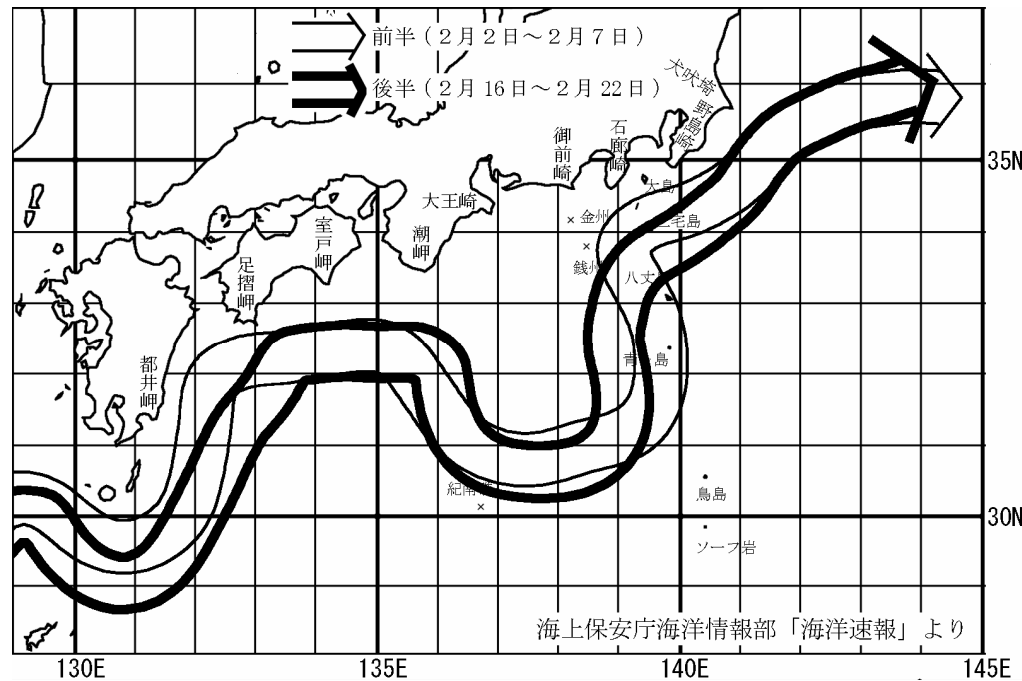 前半（２月２日～２月７日）
後半（２月16日～２月22日）
犬吠埼
野島崎
石廊崎
御前崎
大島
大王崎
金州
三宅島
室戸岬
潮岬
銭州
八丈島
足摺岬
青ヶ島
都井岬
紀南礁
鳥島
ソーフ岩
海上保安庁海洋情報部「海洋速報」より
35N
30N
130E
135E
140E
145E